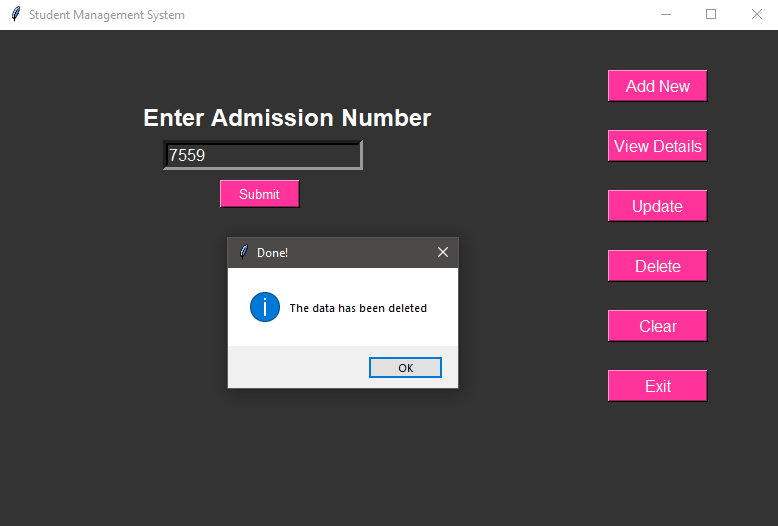 Student Management System
Enter Admission Number
7559
Submit
Done!
The data has been deleted
OK
Add New
View Details
Update
Delete
Clear
Exit